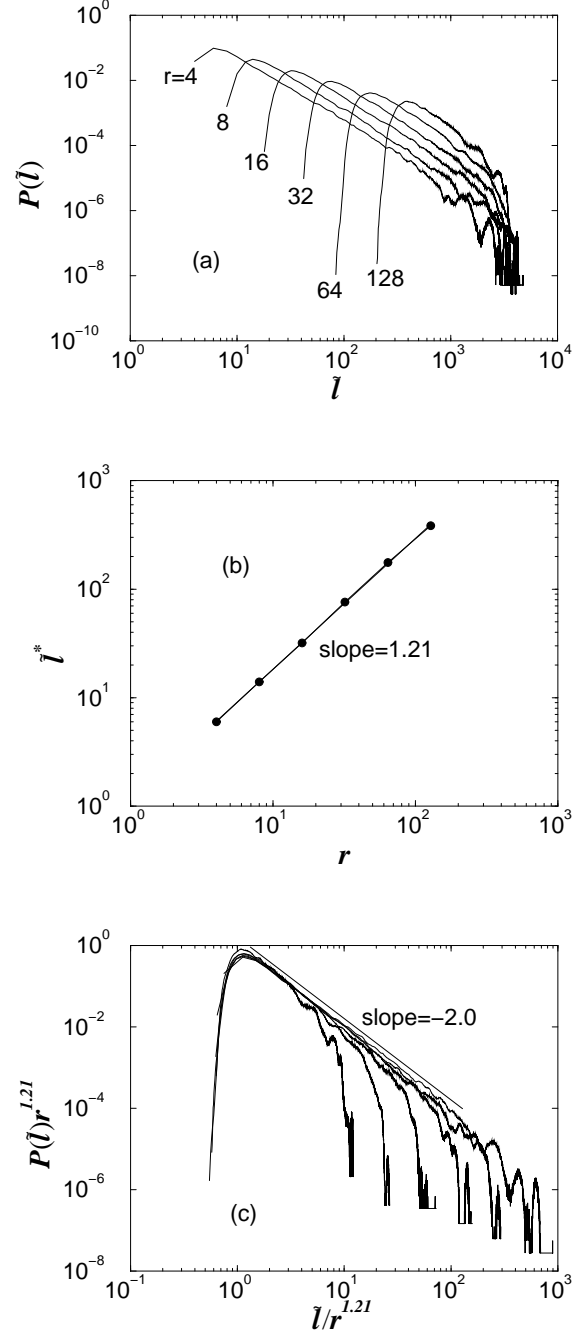 10^0
10^−2
10^−4
10^−6
10^−8
10^−10
P(l̃)
r=4
8
16
32
64
128
(a)
10^0 10^1 10^2 10^3 10^4
l̃
10^3
10^2
10^1
10^0
l̃*
(b)
slope=1.21
10^0 10^1 10^2 10^3
r
10^0
10^−2
10^−4
10^−6
10^−8
P(l̃)r^1.21
slope=−2.0
(c)
10^−1 10^0 10^1 10^2 10^3
l̃/r^1.21